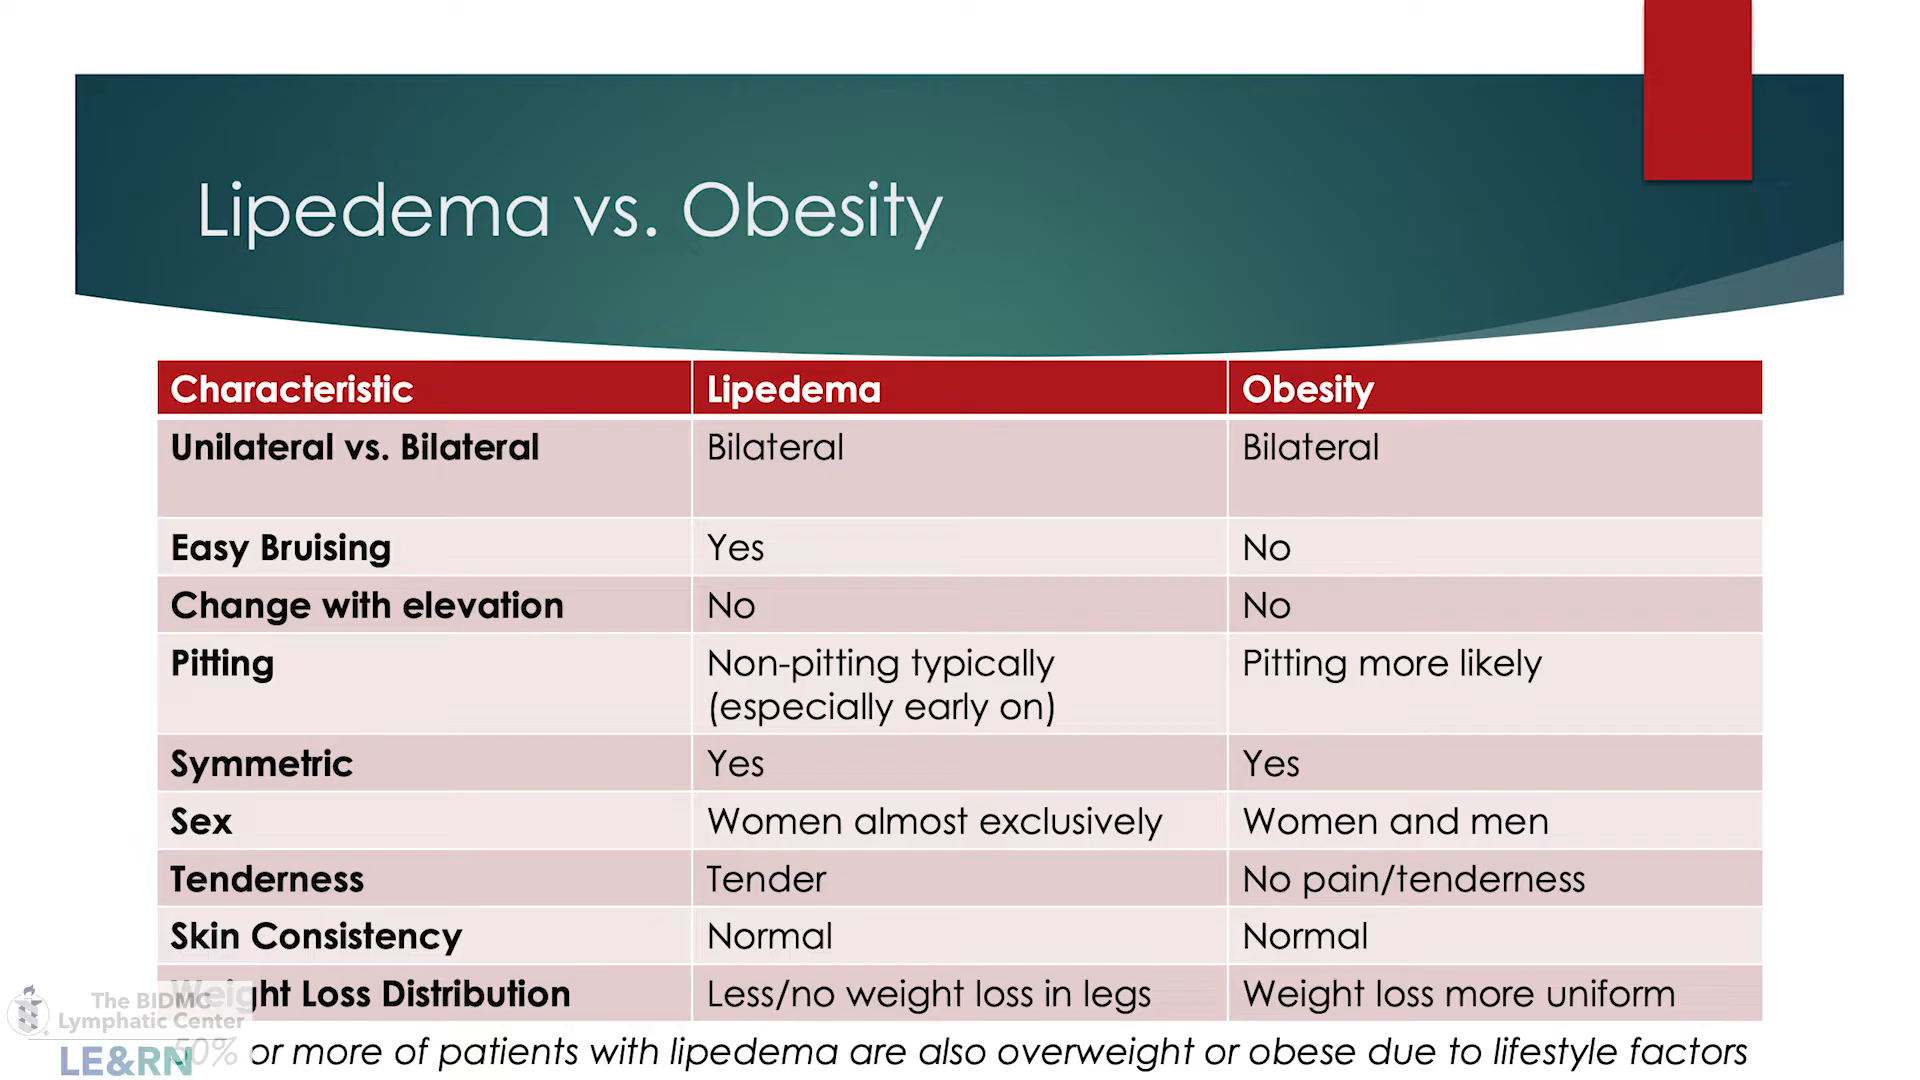 Lipedema vs. Obesity
Characteristic Lipedema Obesity
Unilateral vs. Bilateral Bilateral Bilateral
Easy Bruising Yes No
Change with elevation No No
Pitting Non-pitting typically Pitting more likely
(especially early on)
Symmetric Yes Yes
Sex Women almost exclusively Women and men
Tenderness Tender No pain/tenderness
Skin Consistency Normal Normal
Weight Loss Distribution Less/no weight loss in legs Weight loss more uniform
The BIDMC
Lymphatic Center
LE&RN
50% or more of patients with lipedema are also overweight or obese due to lifestyle factors